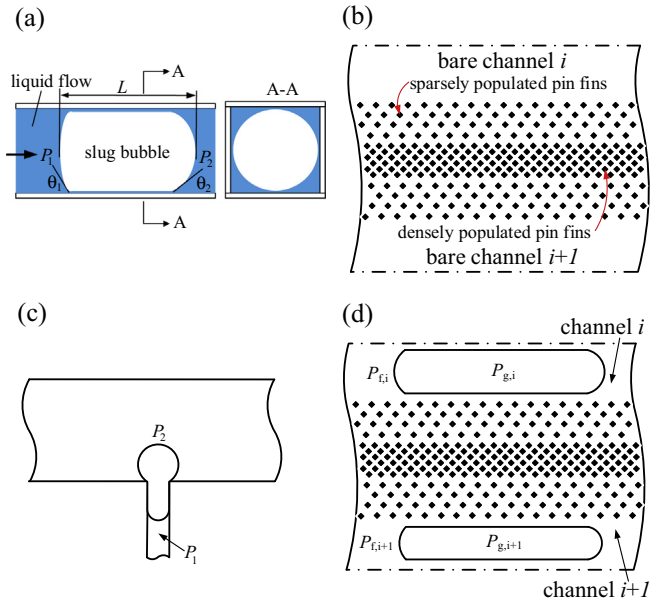 (a)
A
liquid flow
L
A-A
P1
slug bubble
P2
θ1
θ2
A
(b)
bare channel i
sparsely populated pin fins
densely populated pin fins
bare channel i+1
(c)
P2
P1
(d)
channel i
Pf,i
Pg,i
Pf,i+1
Pg,i+1
channel i+1